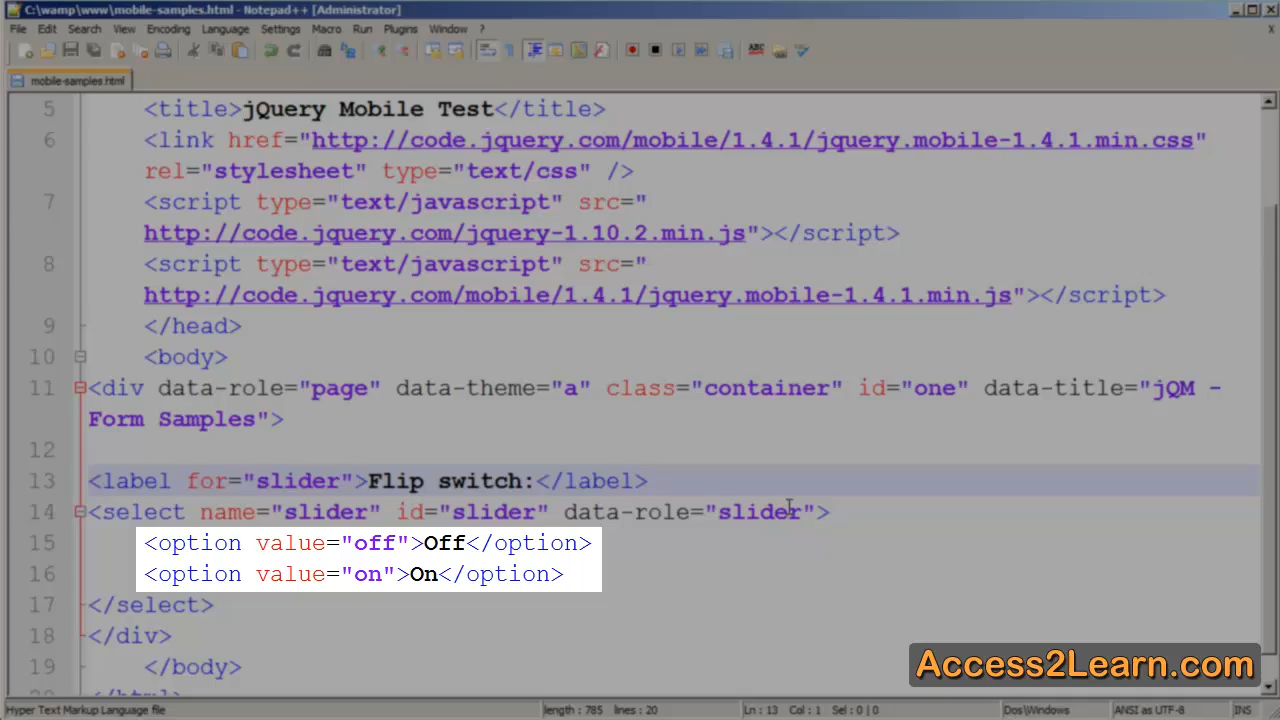 C:\wamp\www\mobile-samples.html - Notepad++ [Administrator]
File Edit Search View Encoding Language Settings Macro Run Plugins Window ? X
mobile-samples.html
5 <title>jQuery Mobile Test</title>
6 <link href="http://code.jquery.com/mobile/1.4.1/jquery.mobile-1.4.1.min.css"
rel="stylesheet" type="text/css" />
7 <script type="text/javascript" src="
http://code.jquery.com/jquery-1.10.2.min.js"></script>
8 <script type="text/javascript" src="
http://code.jquery.com/mobile/1.4.1/jquery.mobile-1.4.1.min.js"></script>
9 </head>
10 <body>
11 <div data-role="page" data-theme="a" class="container" id="one" data-title="jQM -
Form Samples">
12
13 <label for="slider">Flip switch:</label>
14 <select name="slider" id="slider" data-role="slider">
15 <option value="off">Off</option>
16 <option value="on">On</option>
17 </select>
18 </div>
19 </body>
20 </html>
Access2Learn.com
Hyper Text Markup Language file length : 785 lines : 20 Ln : 13 Col : 1 Sel : 0 | 0 Dos\Windows ANSI as UTF-8 INS